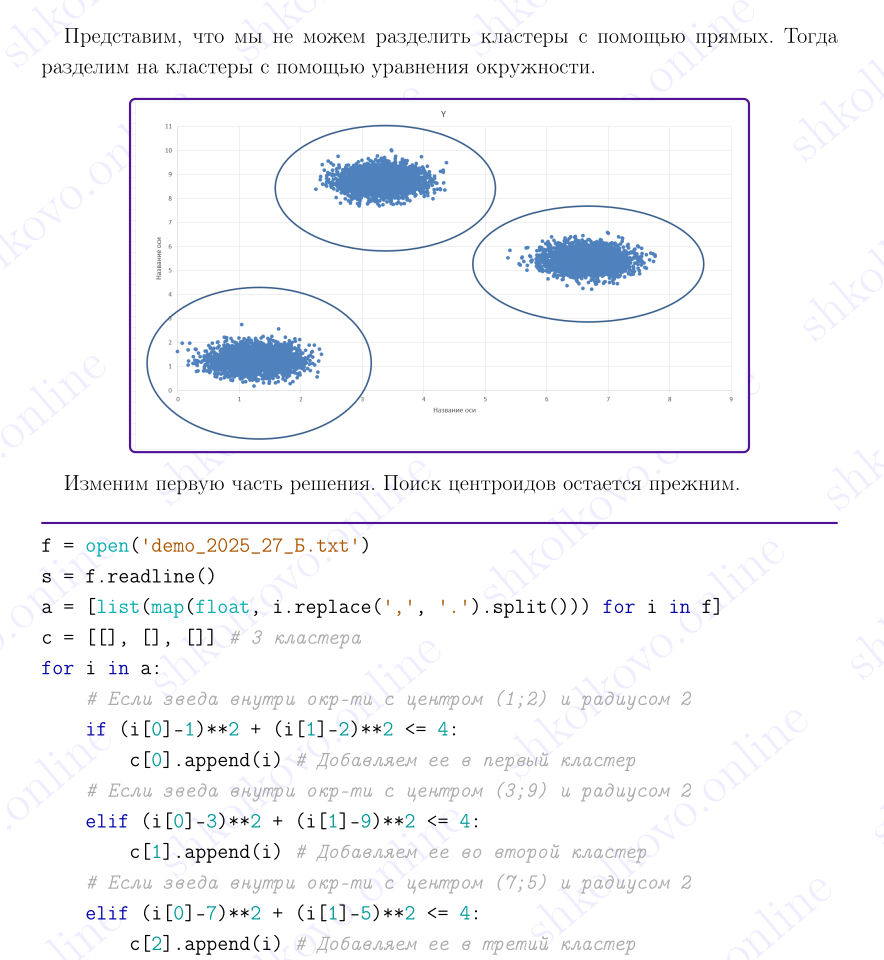 Представим, что мы не можем разделить кластеры с помощью прямых. Тогда
разделим на кластеры с помощью уравнения окружности.
Y
11
10
9
8
7
6
5
4
3
2
1
0
Название оси
0 1 2 3 4 5 6 7 8 9
Название оси
Изменим первую часть решения. Поиск центроидов остается прежним.
f = open('demo_2025_27_Б.txt')
s = f.readline()
a = [list(map(float, i.replace(',', '.').split())) for i in f]
c = [[], [], []] # 3 кластера
for i in a:
    # Если зведа внутри окр-ти с центром (1;2) и радиусом 2
    if (i[0]-1)**2 + (i[1]-2)**2 <= 4:
        c[0].append(i) # Добавляем ее в первый кластер
    # Если зведа внутри окр-ти с центром (3;9) и радиусом 2
    elif (i[0]-3)**2 + (i[1]-9)**2 <= 4:
        c[1].append(i) # Добавляем ее во второй кластер
    # Если зведа внутри окр-ти с центром (7;5) и радиусом 2
    elif (i[0]-7)**2 + (i[1]-5)**2 <= 4:
        c[2].append(i) # Добавляем ее в третий кластер
shkolkovo.online